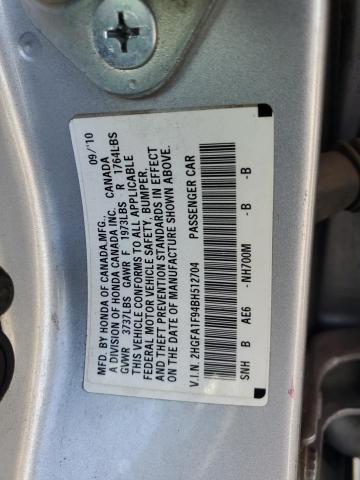 MFD. BY HONDA OF CANADA MFG. 09/'10
A DIVISION OF HONDA CANADA INC. CANADA
GVWR 3737LBS GAWR F 1973LBS R 1764LBS
THIS VEHICLE CONFORMS TO ALL APPLICABLE
FEDERAL MOTOR VEHICLE SAFETY, BUMPER,
AND THEFT PREVENTION STANDARDS IN EFFECT
ON THE DATE OF MANUFACTURE SHOWN ABOVE.
V.I.N. 2HGFA1F94BH512704 PASSENGER CAR
SNH B AE6 -NH700M -B -B